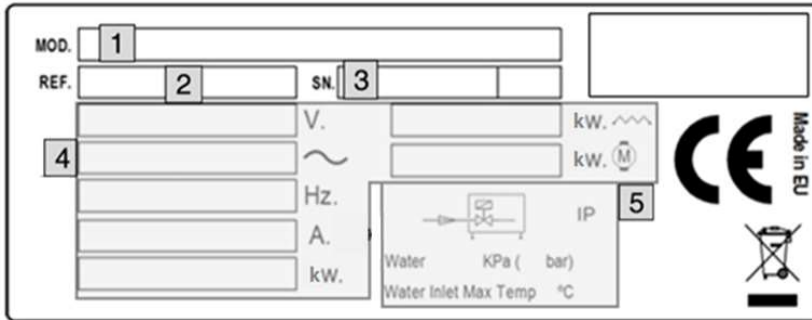 MOD. 1
REF. 2 SN. 3
V. kw.
4 kw. M
Hz.
IP 5
A.
Water KPa ( bar)
kw.
Water Inlet Max Temp ºC
CE
Made in EU